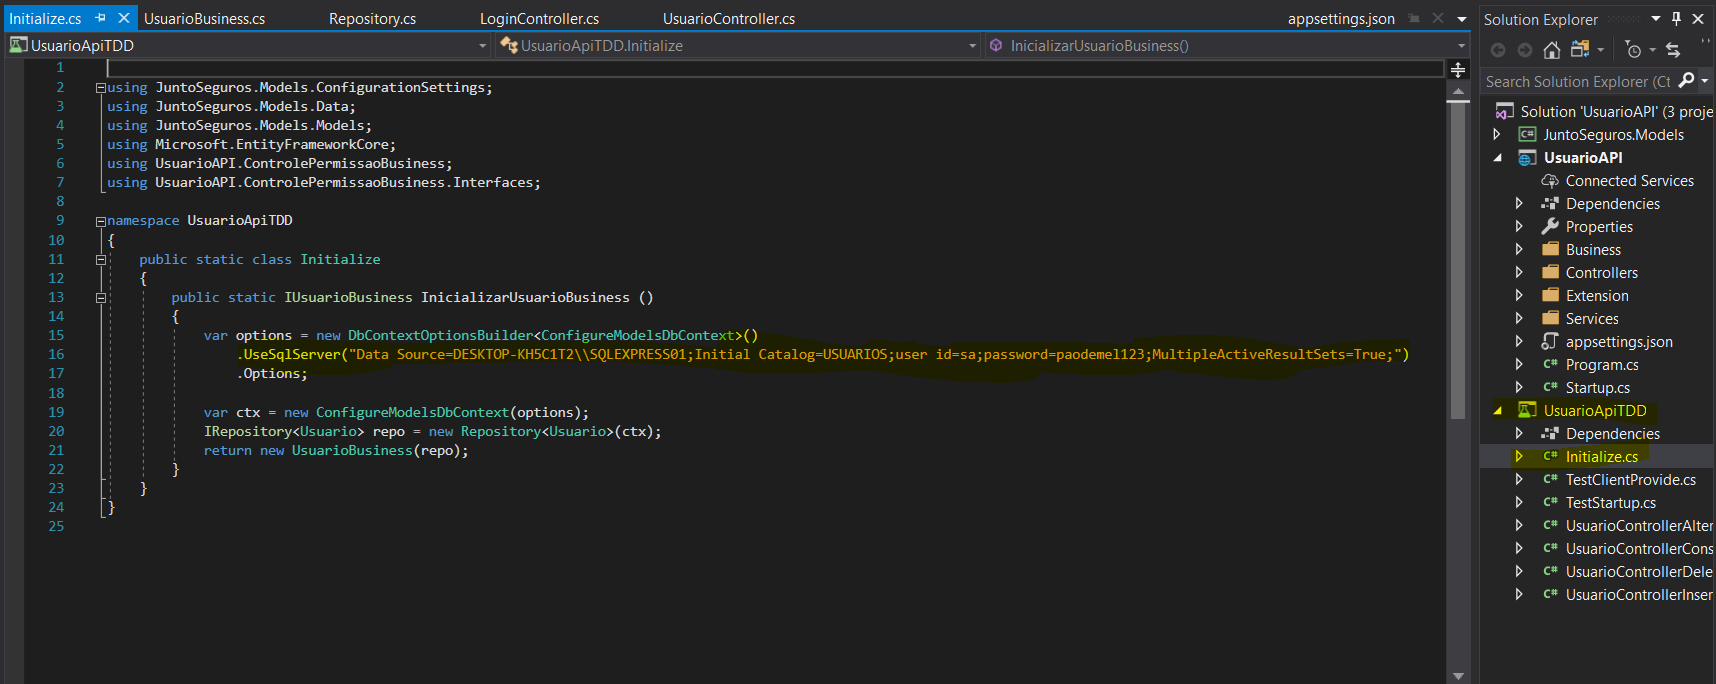 Initialize.cs UsuarioBusiness.cs Repository.cs LoginController.cs UsuarioController.cs appsettings.json
UsuarioApiTDD UsuarioApiTDD.Initialize InicializarUsuarioBusiness()
1
2 using JuntoSeguros.Models.ConfigurationSettings;
3 using JuntoSeguros.Models.Data;
4 using JuntoSeguros.Models.Models;
5 using Microsoft.EntityFrameworkCore;
6 using UsuarioAPI.ControlePermissaoBusiness;
7 using UsuarioAPI.ControlePermissaoBusiness.Interfaces;
8
9 namespace UsuarioApiTDD
10 {
11 public static class Initialize
12 {
13 public static IUsuarioBusiness InicializarUsuarioBusiness ()
14 {
15 var options = new DbContextOptionsBuilder<ConfigureModelsDbContext>()
16 .UseSqlServer("Data Source=DESKTOP-KH5C1T2\\SQLEXPRESS01;Initial Catalog=USUARIOS;user id=sa;password=paodemel123;MultipleActiveResultSets=True;")
17 .Options;
18
19 var ctx = new ConfigureModelsDbContext(options);
20 IRepository<Usuario> repo = new Repository<Usuario>(ctx);
21 return new UsuarioBusiness(repo);
22 }
23 }
24 }
25
Solution Explorer
Search Solution Explorer (Ct
Solution 'UsuarioAPI' (3 proje
C# JuntoSeguros.Models
UsuarioAPI
Connected Services
Dependencies
Properties
Business
Controllers
Extension
Services
appsettings.json
C# Program.cs
C# Startup.cs
UsuarioApiTDD
Dependencies
C# Initialize.cs
C# TestClientProvide.cs
C# TestStartup.cs
C# UsuarioControllerAlter
C# UsuarioControllerCons
C# UsuarioControllerDele
C# UsuarioControllerInser